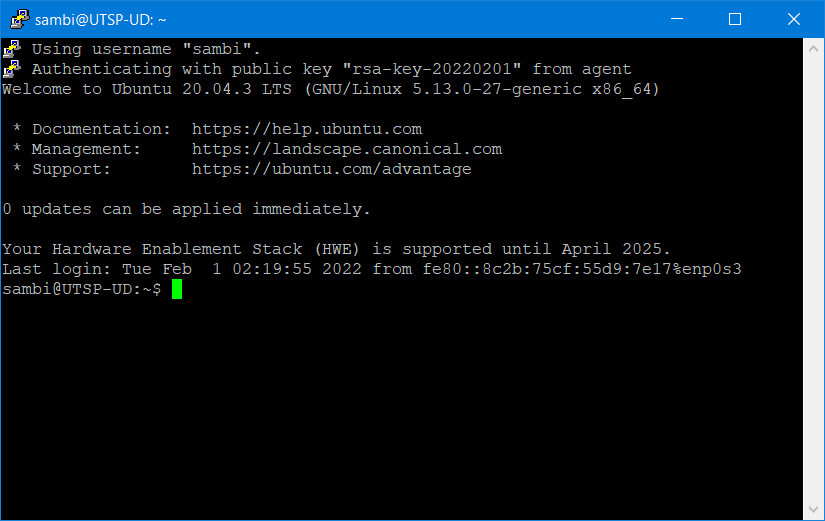 sambi@UTSP-UD: ~
Using username "sambi".
Authenticating with public key "rsa-key-20220201" from agent
Welcome to Ubuntu 20.04.3 LTS (GNU/Linux 5.13.0-27-generic x86_64)
* Documentation:  https://help.ubuntu.com
* Management:     https://landscape.canonical.com
* Support:        https://ubuntu.com/advantage
0 updates can be applied immediately.
Your Hardware Enablement Stack (HWE) is supported until April 2025.
Last login: Tue Feb  1 02:19:55 2022 from fe80::8c2b:75cf:55d9:7e17%enp0s3
sambi@UTSP-UD:~$